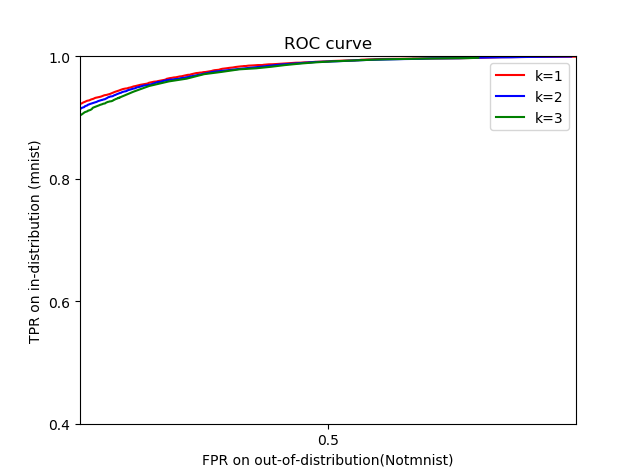 ROC curve
1.0
0.8
0.6
0.4
TPR on in-distribution (mnist)
k=1
k=2
k=3
0.5
FPR on out-of-distribution(Notmnist)